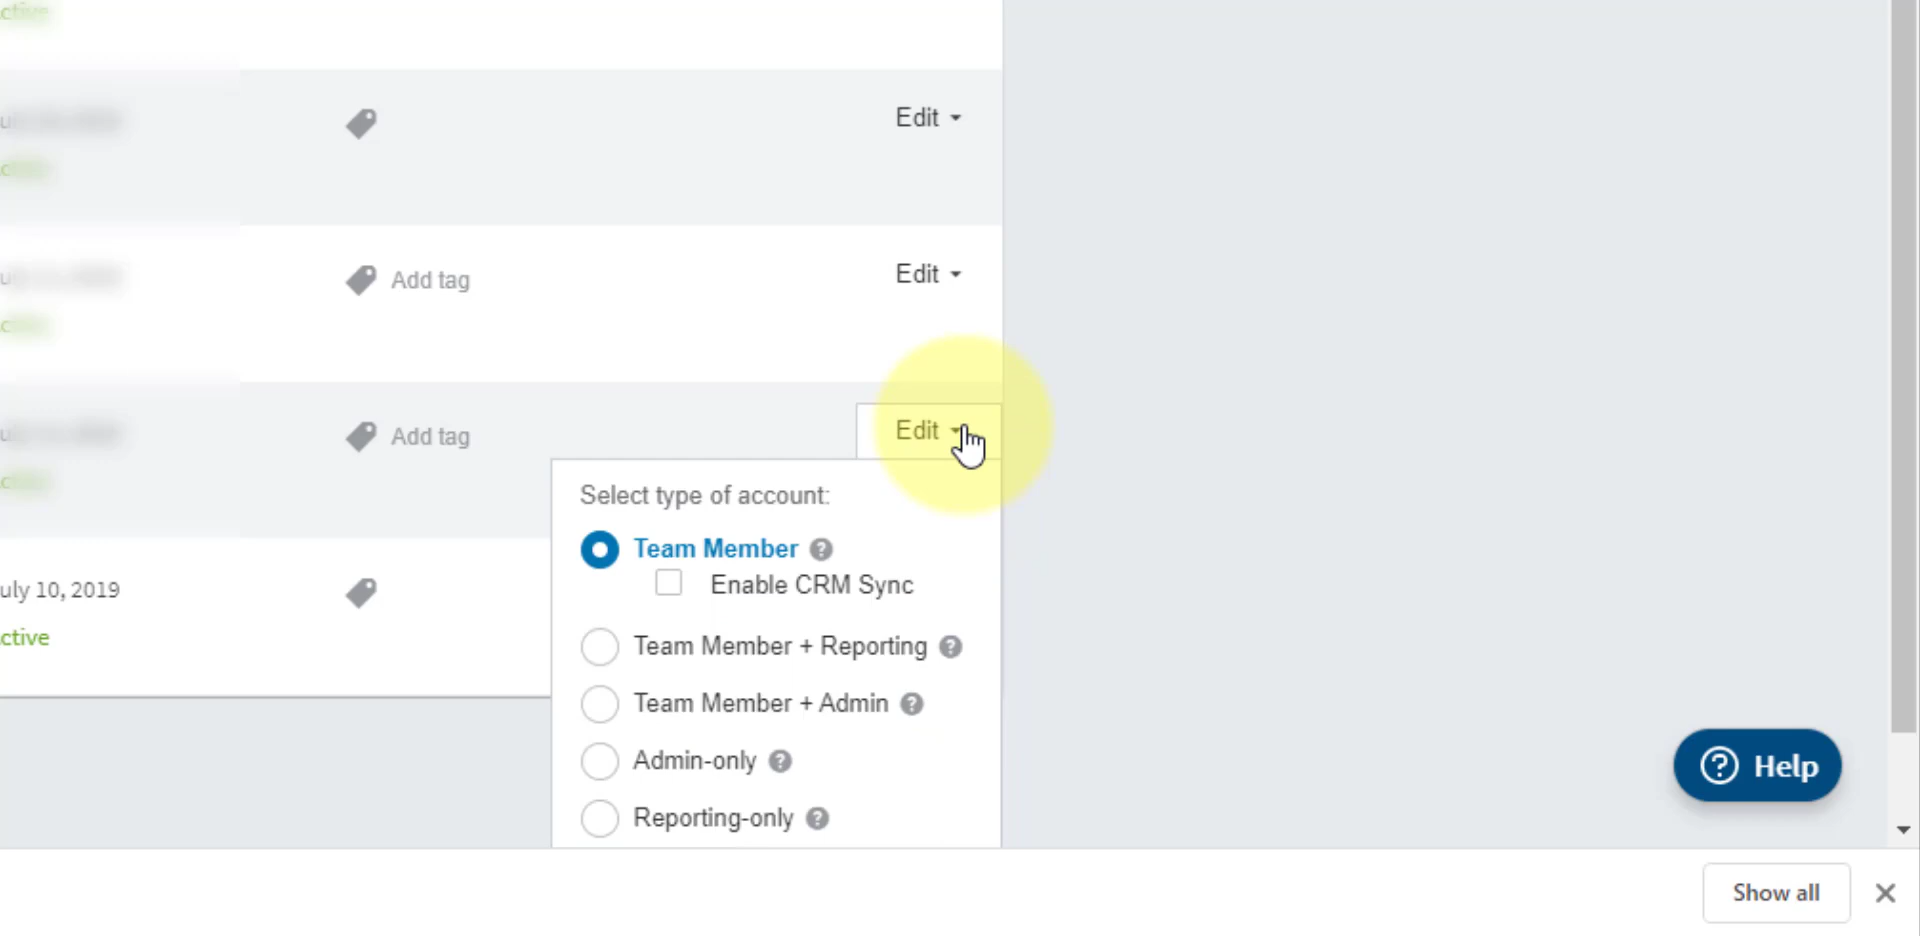 Edit
Add tag Edit
Add tag Edit
Select type of account:
Team Member
Enable CRM Sync
uly 10, 2019
ctive
Team Member + Reporting
Team Member + Admin
Admin-only
Reporting-only
Help
Show all